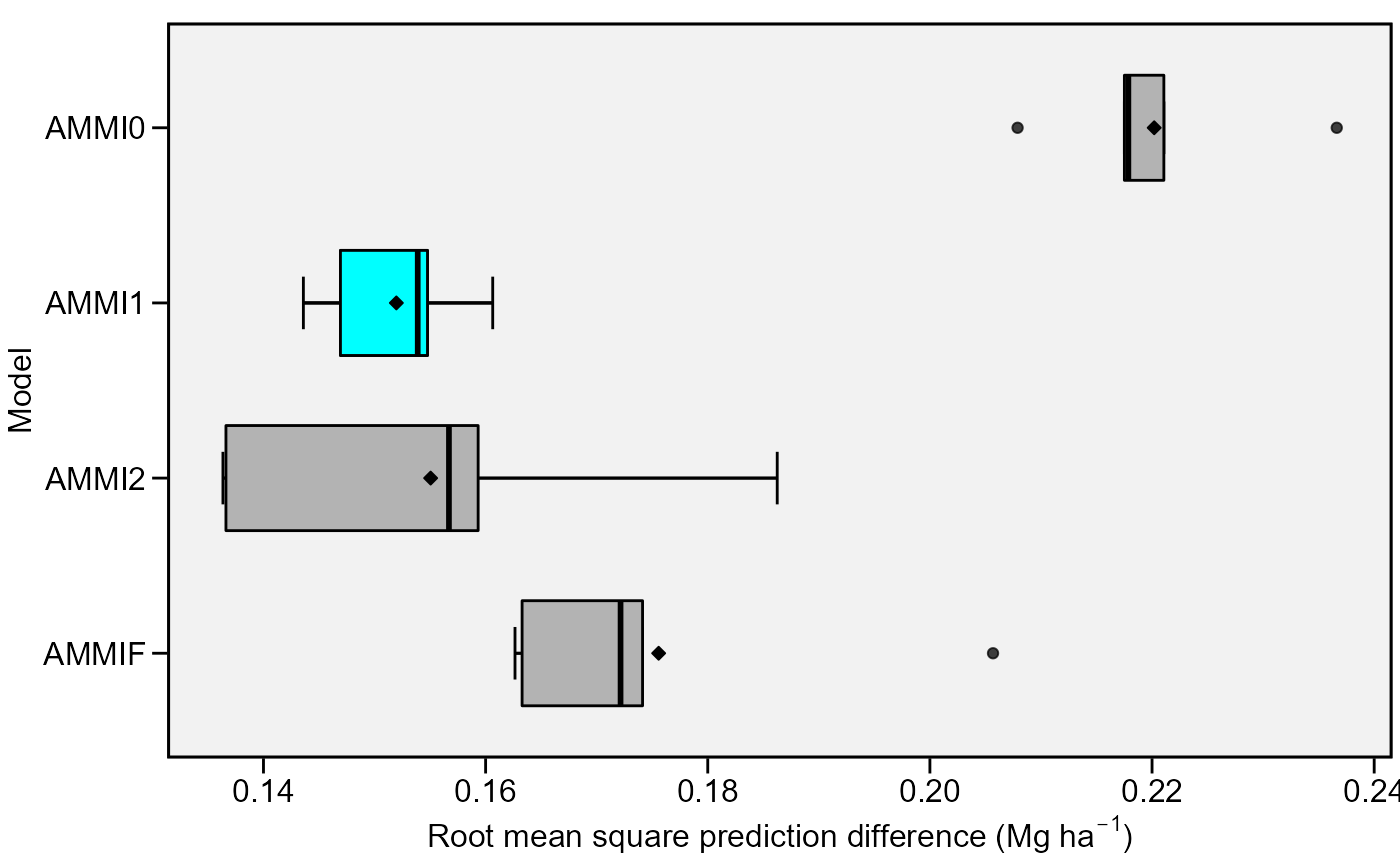 AMMI0
AMMI1
AMMI2
AMMIF
Model
0.14 0.16 0.18 0.20 0.22 0.24
Root mean square prediction difference (Mg ha⁻¹)